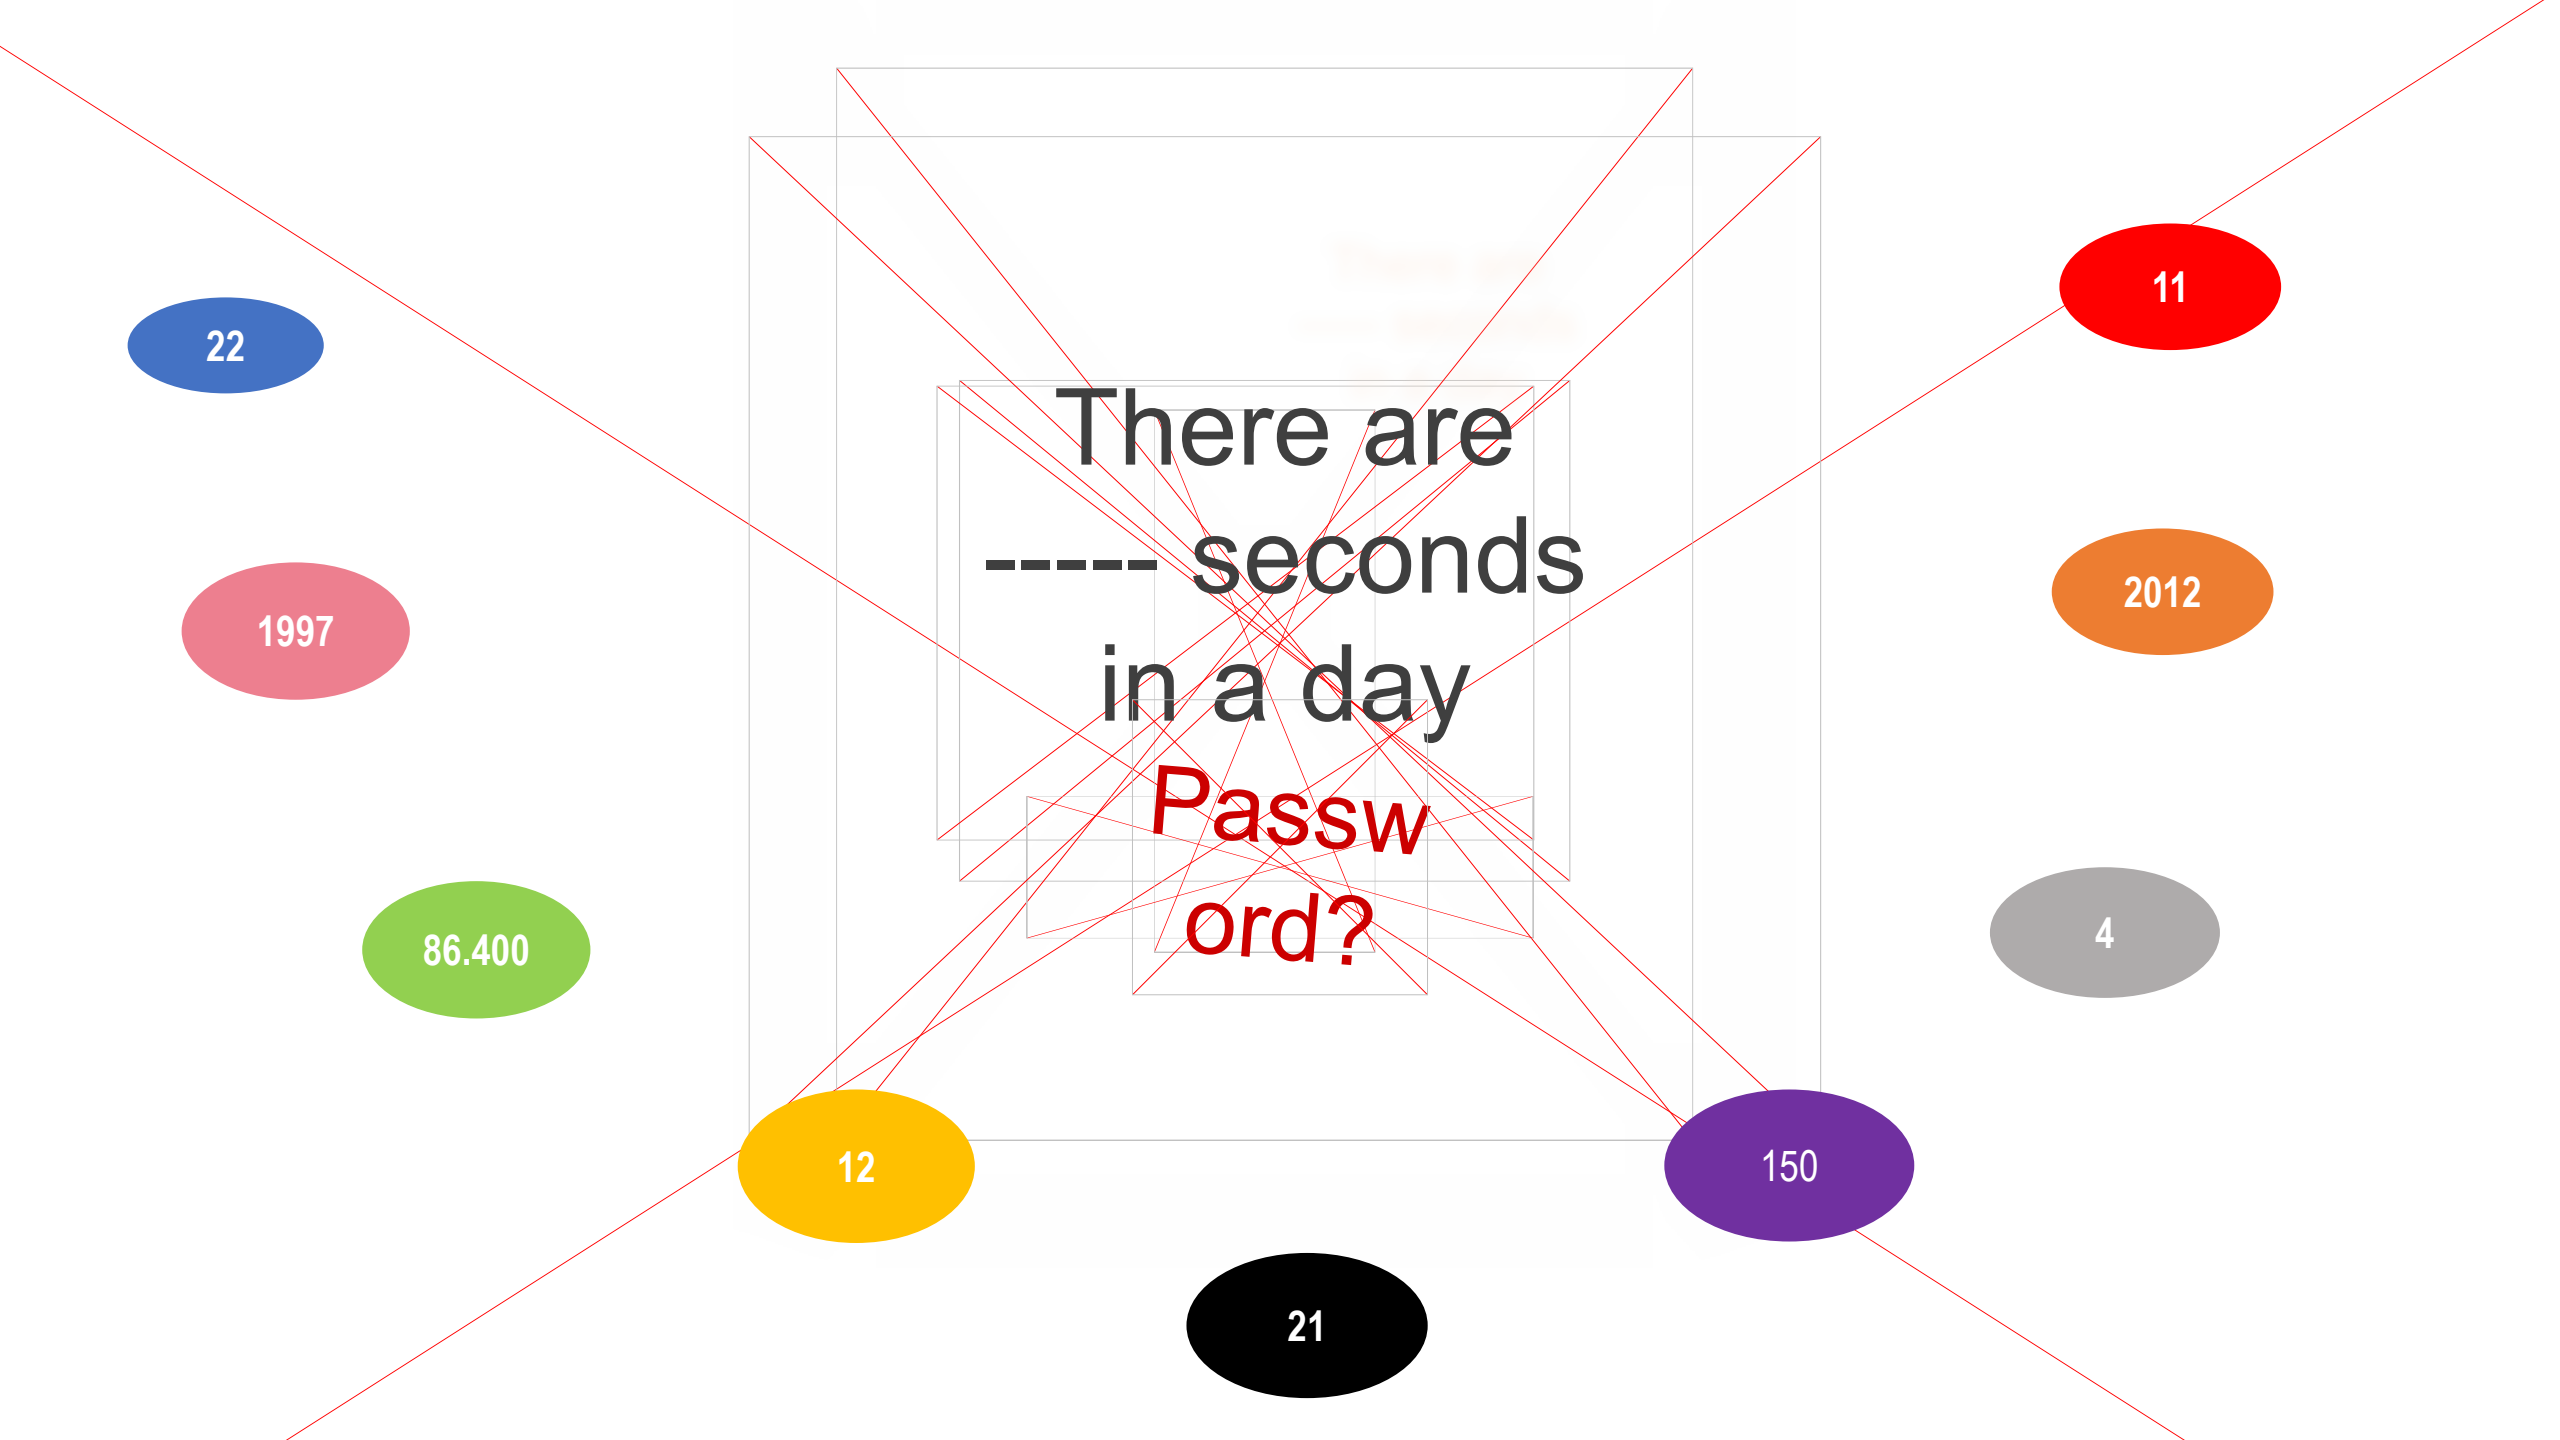 There are
----- seconds
in a day
Passw
ord?
22
11
1997
2012
86.400
4
12
150
21